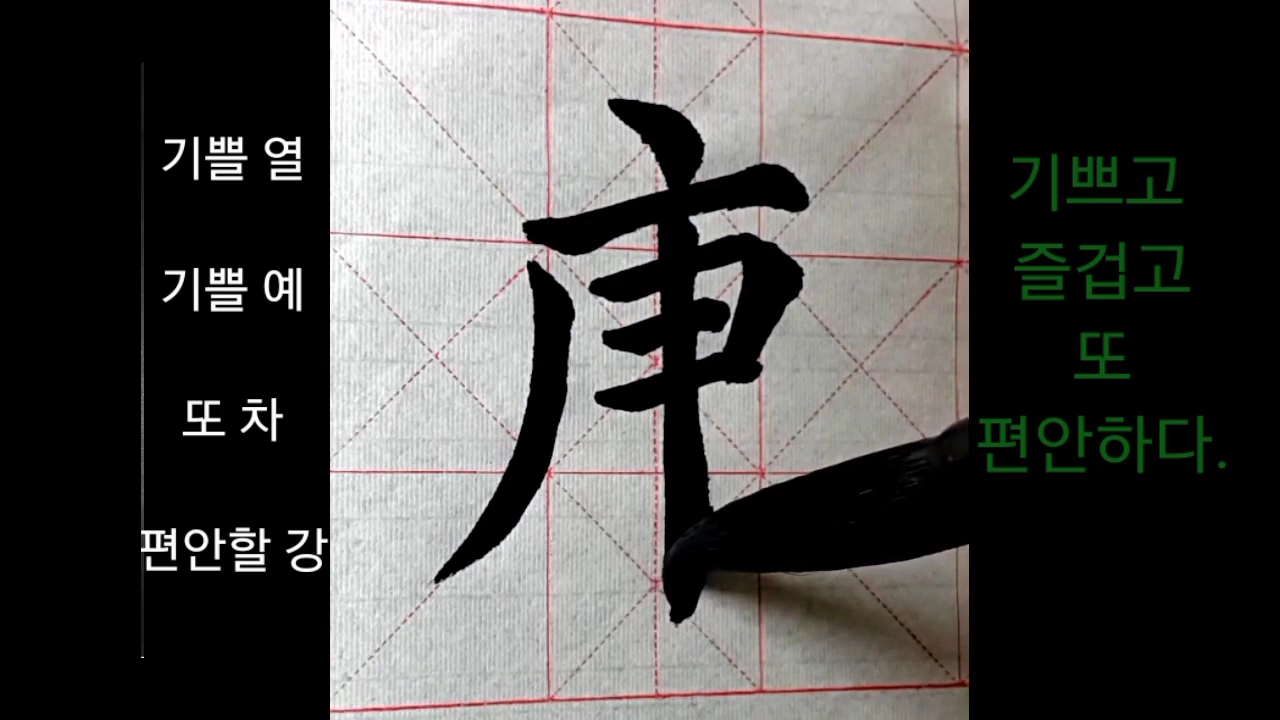 기쁠 열
기쁠 예
또 차
편안할 강
기쁘고
즐겁고
또
편안하다.